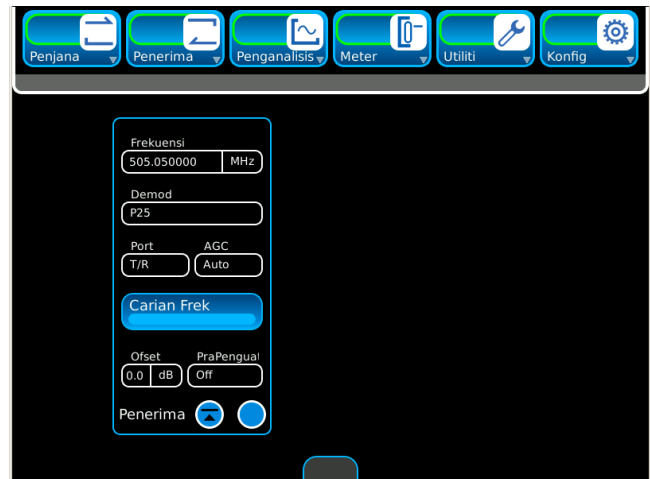 Penjana Penerima Penganalisis Meter Utiliti Konfig
Frekuensi
505.050000 MHz
Demod
P25
Port AGC
T/R Auto
Carian Frek
Ofset PraPenguat
0.0 dB Off
Penerima